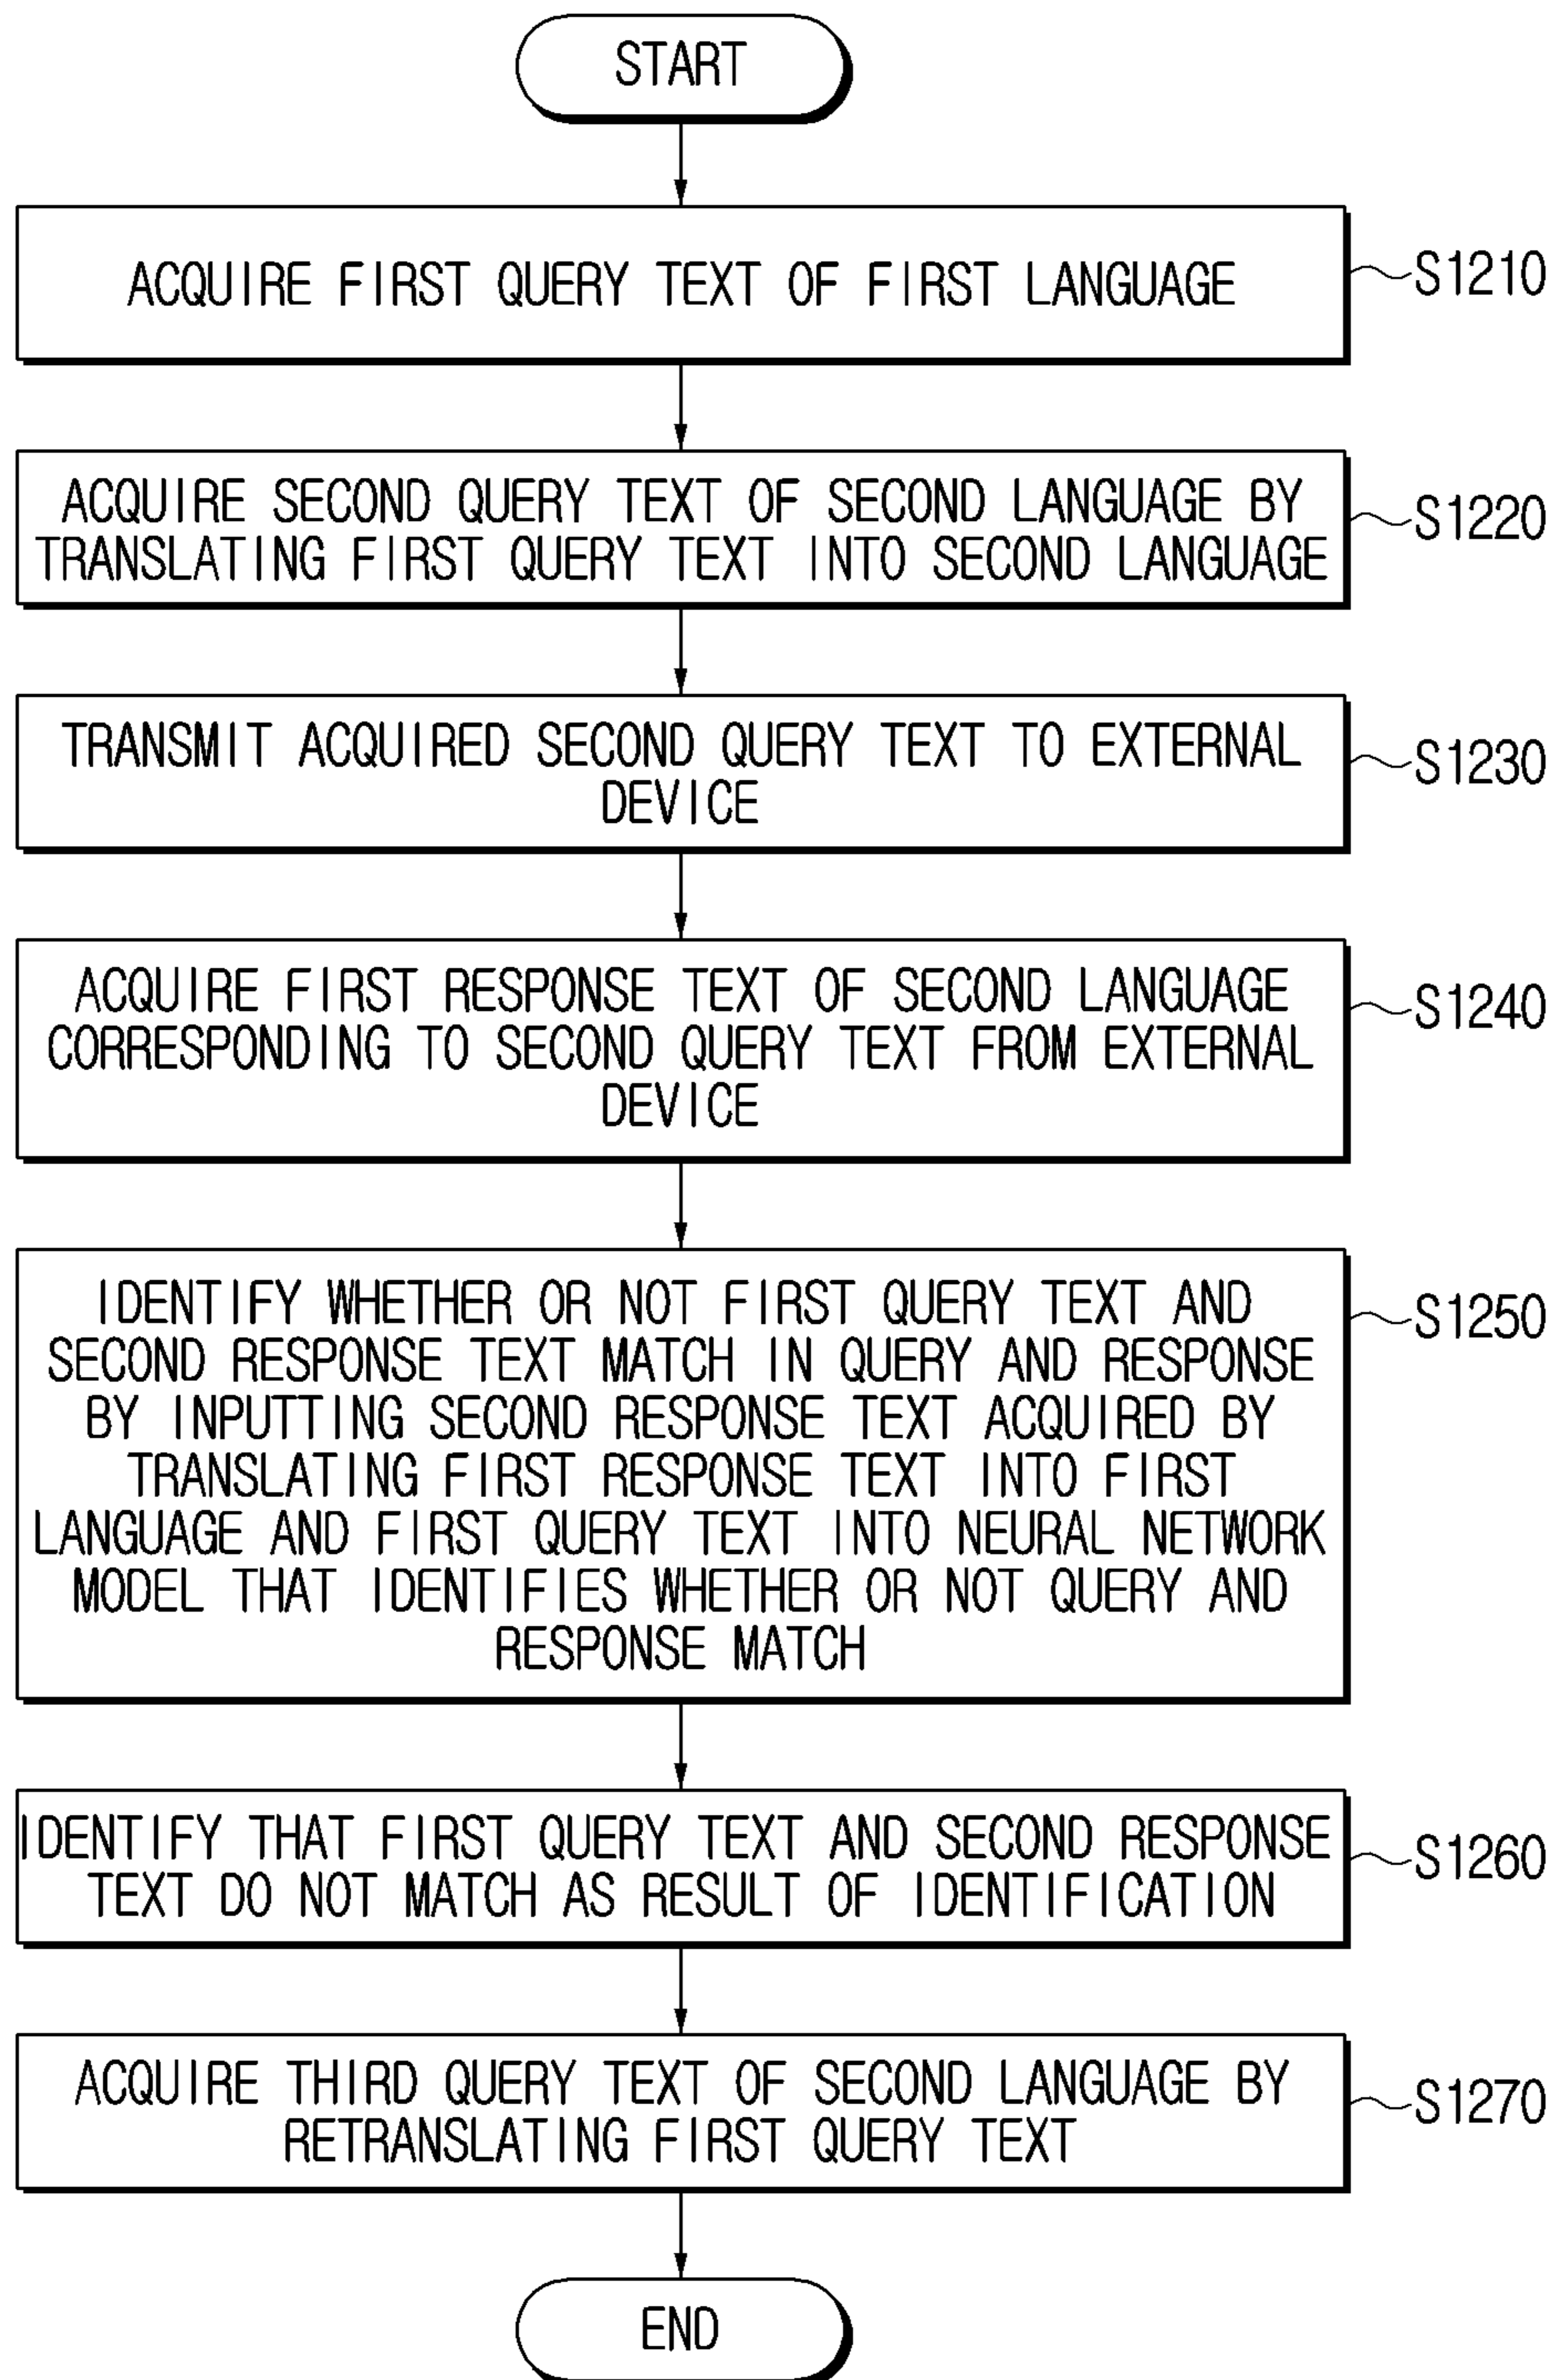 START
ACQUIRE FIRST QUERY TEXT OF FIRST LANGUAGE
S1210
ACQUIRE SECOND QUERY TEXT OF SECOND LANGUAGE BY
TRANSLATING FIRST QUERY TEXT INTO SECOND LANGUAGE
S1220
TRANSMIT ACQUIRED SECOND QUERY TEXT TO EXTERNAL
DEVICE
S1230
ACQUIRE FIRST RESPONSE TEXT OF SECOND LANGUAGE
CORRESPONDING TO SECOND QUERY TEXT FROM EXTERNAL
DEVICE
S1240
IDENTIFY WHETHER OR NOT FIRST QUERY TEXT AND
SECOND RESPONSE TEXT MATCH IN QUERY AND RESPONSE
BY INPUTTING SECOND RESPONSE TEXT ACQUIRED BY
TRANSLATING FIRST RESPONSE TEXT INTO FIRST
LANGUAGE AND FIRST QUERY TEXT INTO NEURAL NETWORK
MODEL THAT IDENTIFIES WHETHER OR NOT QUERY AND
RESPONSE MATCH
S1250
IDENTIFY THAT FIRST QUERY TEXT AND SECOND RESPONSE
TEXT DO NOT MATCH AS RESULT OF IDENTIFICATION
S1260
ACQUIRE THIRD QUERY TEXT OF SECOND LANGUAGE BY
RETRANSLATING FIRST QUERY TEXT
S1270
END